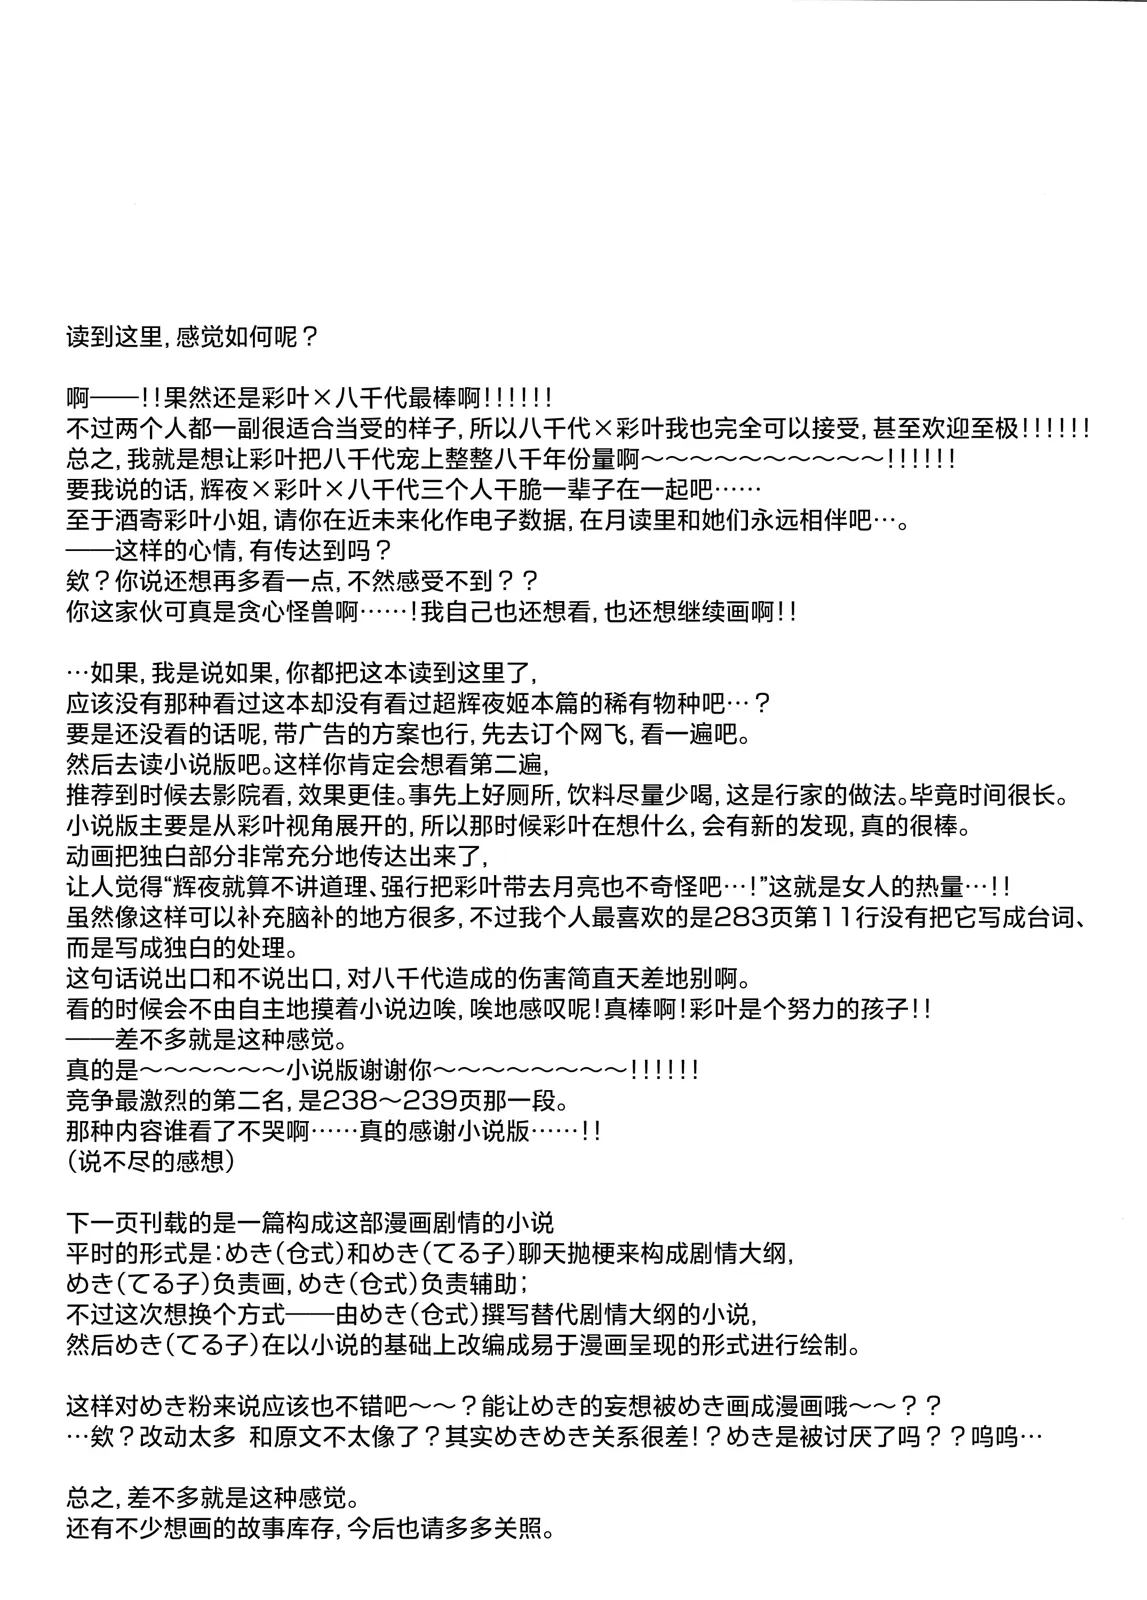 读到这里,感觉如何呢？
啊——!!果然还是彩叶×八千代最棒啊!!!!!!
不过两个人都一副很适合当受的样子,所以八千代×彩叶我也完全可以接受,甚至欢迎至极!!!!!!
总之,我就是想让彩叶把八千代宠上整整八千年份量啊～～～～～～～～～～!!!!!!
要我说的话,辉夜×彩叶×八千代三个人干脆一辈子在一起吧……
至于酒寄彩叶小姐,请你在近未来化作电子数据,在月读里和她们永远相伴吧…。
——这样的心情,有传达到吗？
欸？你说还想再多看一点,不然感受不到？？
你这家伙可真是贪心怪兽啊……!我自己也还想看,也还想继续画啊!!
…如果,我是说如果,你都把这本读到这里了,
应该没有那种看过这本却没有看过超辉夜姬本篇的稀有物种吧…？
要是还没看的话呢,带广告的方案也行,先去订个网飞,看一遍吧。
然后去读小说版吧。这样你肯定会想看第二遍,
推荐到时候去影院看,效果更佳。事先上好厕所,饮料尽量少喝,这是行家的做法。毕竟时间很长。
小说版主要是从彩叶视角展开的,所以那时候彩叶在想什么,会有新的发现,真的很棒。
动画把独白部分非常充分地传达出来了,
让人觉得“辉夜就算不讲道理、强行把彩叶带去月亮也不奇怪吧…!”这就是女人的热量…!!
虽然像这样可以补充脑补的地方很多,不过我个人最喜欢的是283页第11行没有把它写成台词、
而是写成独白的处理。
这句话说出口和不说出口,对八千代造成的伤害简直天差地别啊。
看的时候会不由自主地摸着小说边唉,唉地感叹呢!真棒啊!彩叶是个努力的孩子!!
——差不多就是这种感觉。
真的是～～～～～～小说版谢谢你～～～～～～～～!!!!!!
竞争最激烈的第二名,是238～239页那一段。
那种内容谁看了不哭啊……真的感谢小说版……!!
(说不尽的感想)
下一页刊载的是一篇构成这部漫画剧情的小说
平时的形式是:めき(仓式)和めき(てる子)聊天抛梗来构成剧情大纲,
めき(てる子)负责画,めき(仓式)负责辅助;
不过这次想换个方式——由めき(仓式)撰写替代剧情大纲的小说,
然后めき(てる子)在以小说的基础上改编成易于漫画呈现的形式进行绘制。
这样对めき粉来说应该也不错吧～～？能让めき的妄想被めき画成漫画哦～～？？
…欸？改动太多 和原文不太像了？其实めきめき关系很差!？めき是被讨厌了吗？？呜呜…
总之,差不多就是这种感觉。
还有不少想画的故事库存,今后也请多多关照。